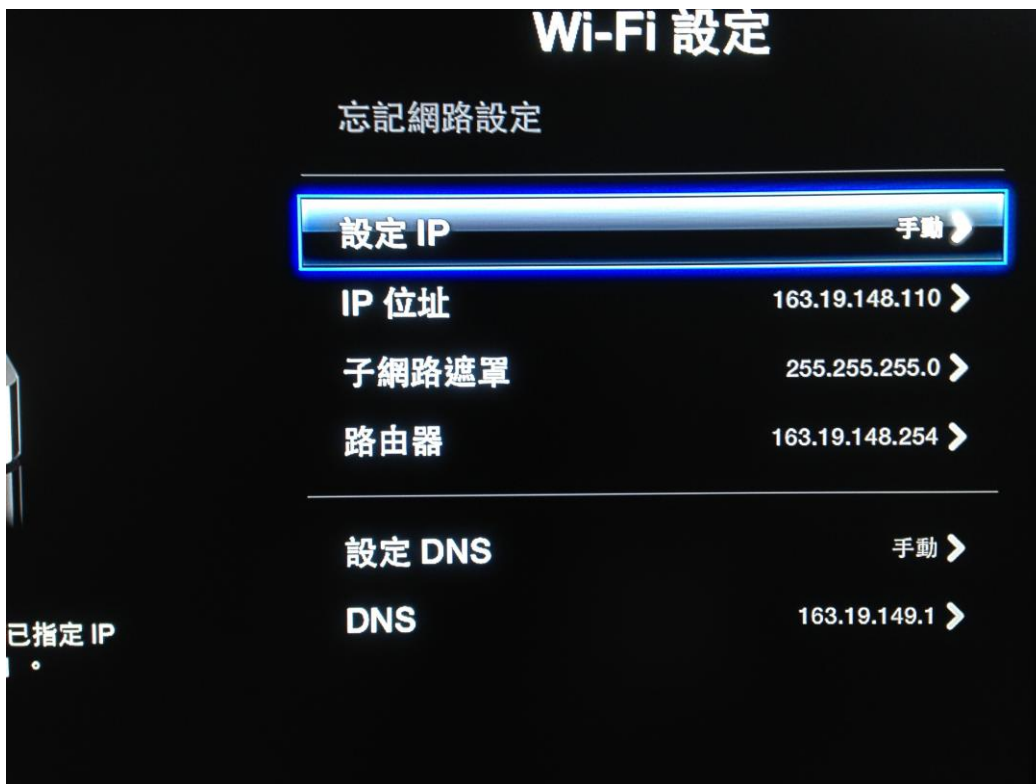 Wi-Fi 設定
忘記網路設定
設定 IP 手動
IP 位址 163.19.148.110
子網路遮罩 255.255.255.0
路由器 163.19.148.254
設定 DNS 手動
DNS 163.19.149.1
已指定 IP
。